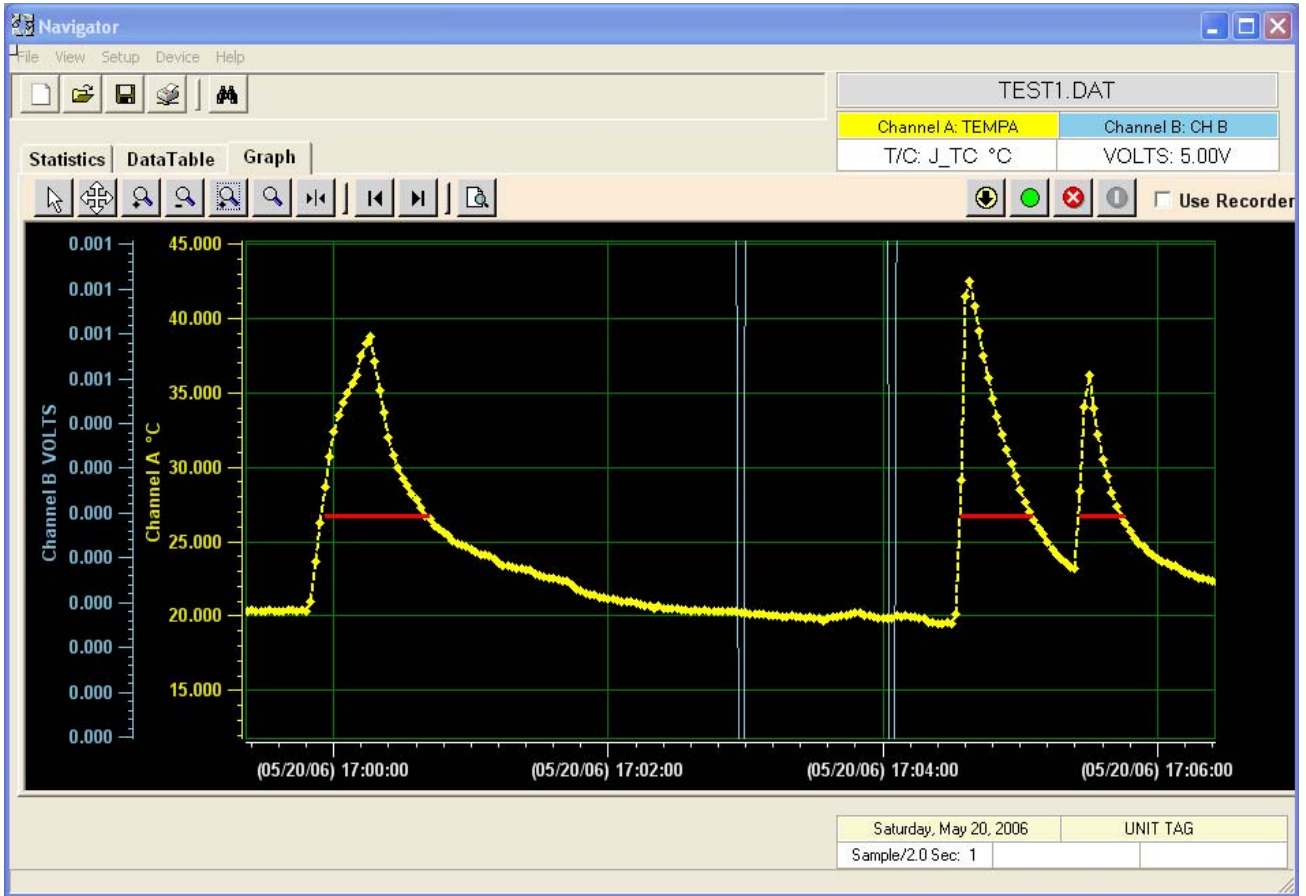 Navigator
File View Setup Device Help
TEST1.DAT
Channel A: TEMPA Channel B: CH B
T/C: J_TC °C VOLTS: 5.00V
Statistics DataTable Graph
Use Recorder
0.001 45.000
0.001
0.001 40.000
0.001 35.000
0.000
0.000 30.000
0.000
0.000 25.000
0.000 20.000
0.000
0.000 15.000
0.000
Channel B VOLTS
Channel A °C
(05/20/06) 17:00:00 (05/20/06) 17:02:00 (05/20/06) 17:04:00 (05/20/06) 17:06:00
Saturday, May 20, 2006 UNIT TAG
Sample/2.0 Sec: 1